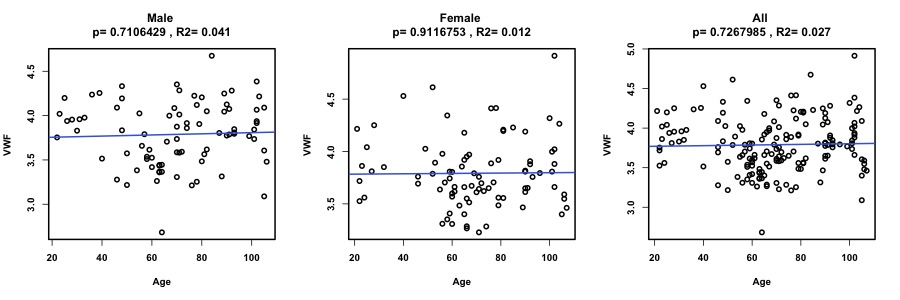 Male
p= 0.7106429 , R2= 0.041
VWF
4.5
4.0
3.5
3.0
20 40 60 80 100
Age
Female
p= 0.9116753 , R2= 0.012
VWF
4.5
4.0
3.5
20 40 60 80 100
Age
All
p= 0.7267985 , R2= 0.027
VWF
5.0
4.5
4.0
3.5
3.0
20 40 60 80 100
Age